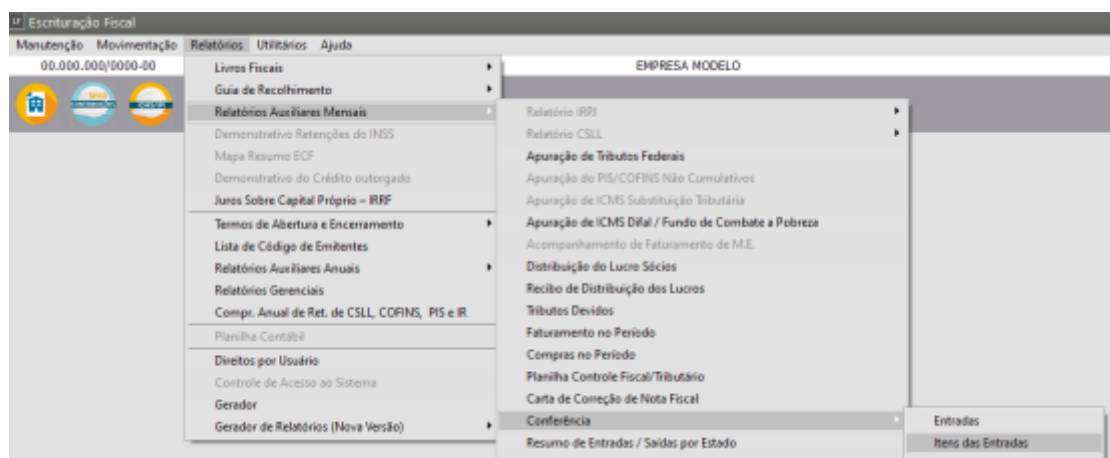 Escrituração Fiscal
Manutenção Movimentação Relatórios Utilitários Ajuda
00.000.000/0000-00
EMPRESA MODELO
Livros Fiscais
Guia de Recolhimento
Relatórios Auxiliares Mensais
Demonstrativo Retenções do INSS
Mapa Resumo ECF
Demonstrativo do Crédito outorgado
Juros Sobre Capital Próprio – IRRF
Termos de Abertura e Encerramento
Lista de Código de Emitentes
Relatórios Auxiliares Anuais
Relatórios Gerenciais
Compr. Anual de Ret. de CSLL, COFINS, PIS e IR
Planilha Contábil
Direitos por Usuário
Controle de Acesso ao Sistema
Gerador
Gerador de Relatórios (Nova Versão)
Relatório IRPJ
Relatório CSLL
Apuração de Tributos Federais
Apuração do PIS/COFINS Não Cumulativos
Apuração de ICMS Substituição Tributária
Apuração de ICMS Difal / Fundo de Combate a Pobreza
Acompanhamento de Faturamento de M.E.
Distribuição do Lucro Sócios
Recibo de Distribuição dos Lucros
Tributos Devidos
Faturamento no Período
Compras no Período
Planilha Controle Fiscal/Tributário
Carta de Correção de Nota Fiscal
Conferência
Resumo de Entradas / Saídas por Estado
Entradas
Itens das Entradas